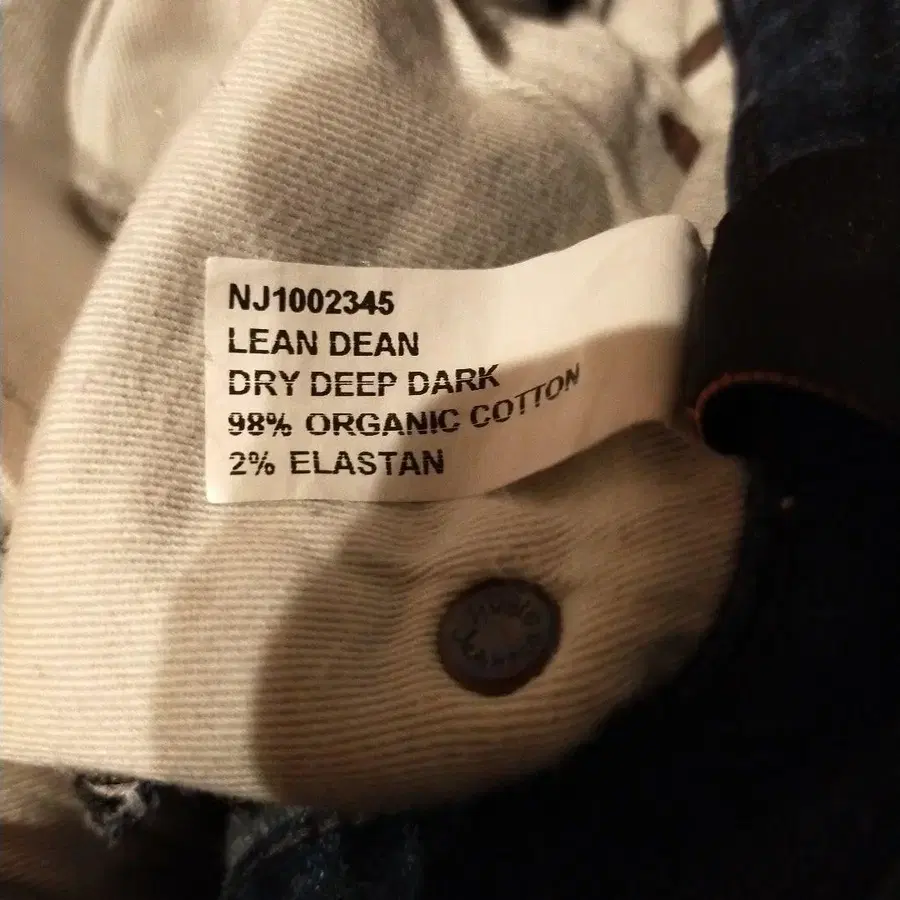 NJ1002345
LEAN DEAN
DRY DEEP DARK
98% ORGANIC COTTON
2% ELASTAN